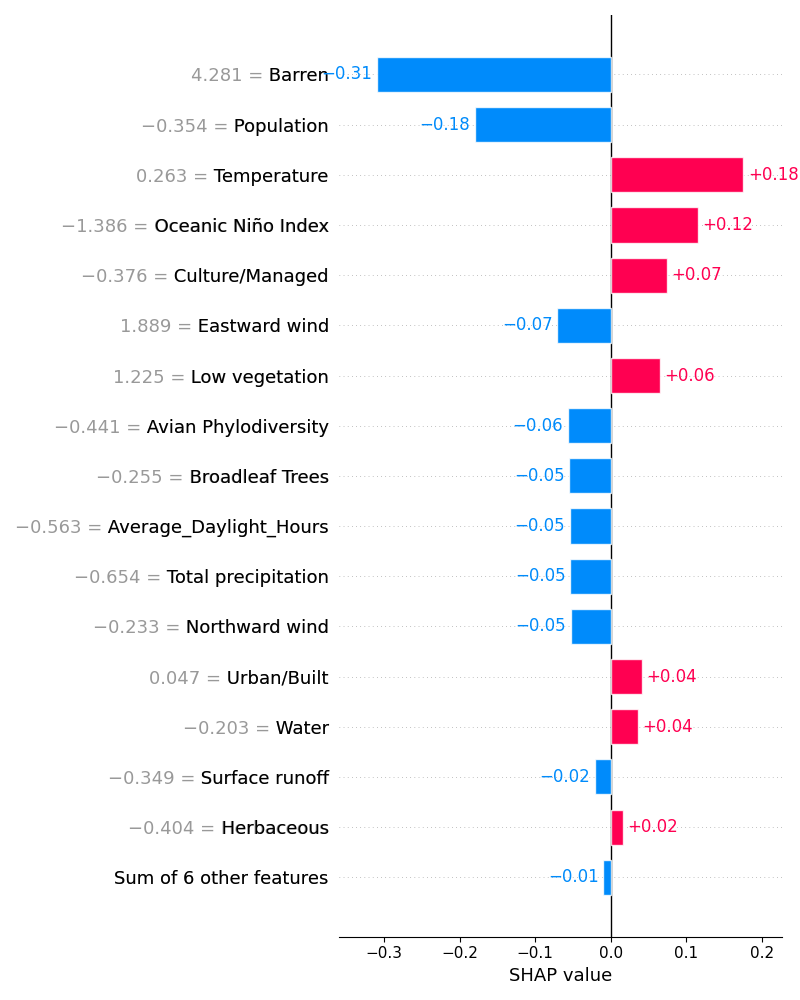 4.281 = Barren −0.31
−0.354 = Population −0.18
0.263 = Temperature +0.18
−1.386 = Oceanic Niño Index +0.12
−0.376 = Culture/Managed +0.07
1.889 = Eastward wind −0.07
1.225 = Low vegetation +0.06
−0.441 = Avian Phylodiversity −0.06
−0.255 = Broadleaf Trees −0.05
−0.563 = Average_Daylight_Hours −0.05
−0.654 = Total precipitation −0.05
−0.233 = Northward wind −0.05
0.047 = Urban/Built +0.04
−0.203 = Water +0.04
−0.349 = Surface runoff −0.02
−0.404 = Herbaceous +0.02
Sum of 6 other features −0.01
−0.3 −0.2 −0.1 0.0 0.1 0.2
SHAP value